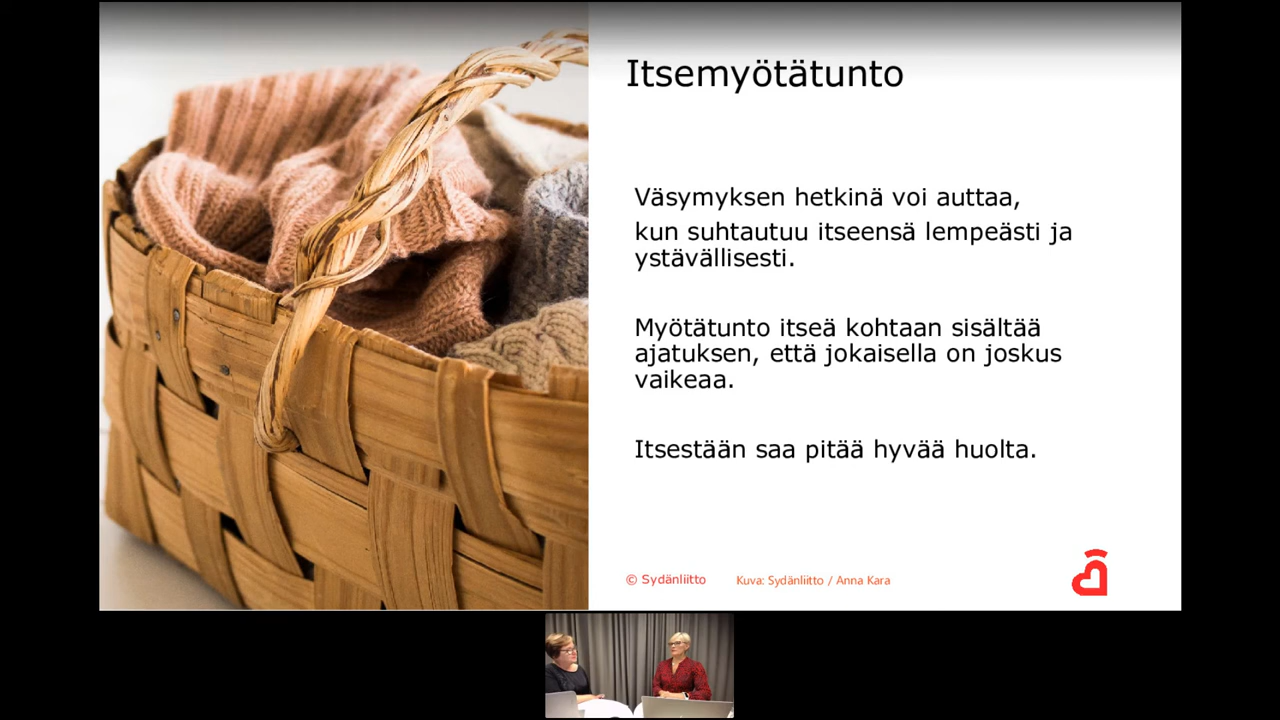 Itsemyötätunto
Väsymyksen hetkinä voi auttaa,
kun suhtautuu itseensä lempeästi ja
ystävällisesti.
Myötätunto itseä kohtaan sisältää
ajatuksen, että jokaisella on joskus
vaikeaa.
Itsestään saa pitää hyvää huolta.
© Sydänliitto
Kuva: Sydänliitto / Anna Kara